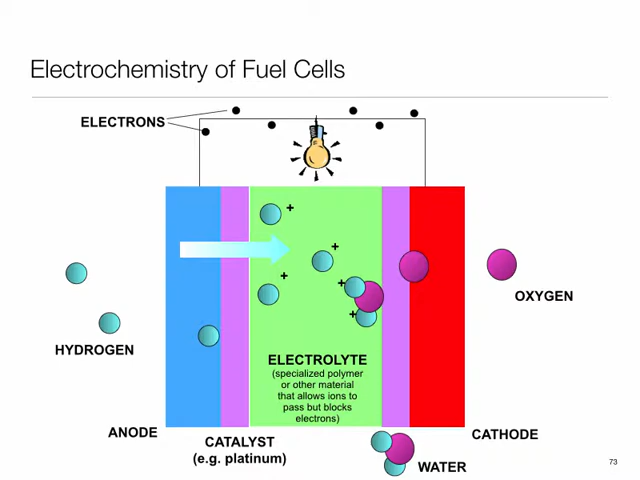 Electrochemistry of Fuel Cells
ELECTRONS
+
+
+
+
+
OXYGEN
HYDROGEN
ELECTROLYTE
(specialized polymer
or other material
that allows ions to
pass but blocks
electrons)
ANODE
CATHODE
CATALYST
(e.g. platinum)
WATER
73